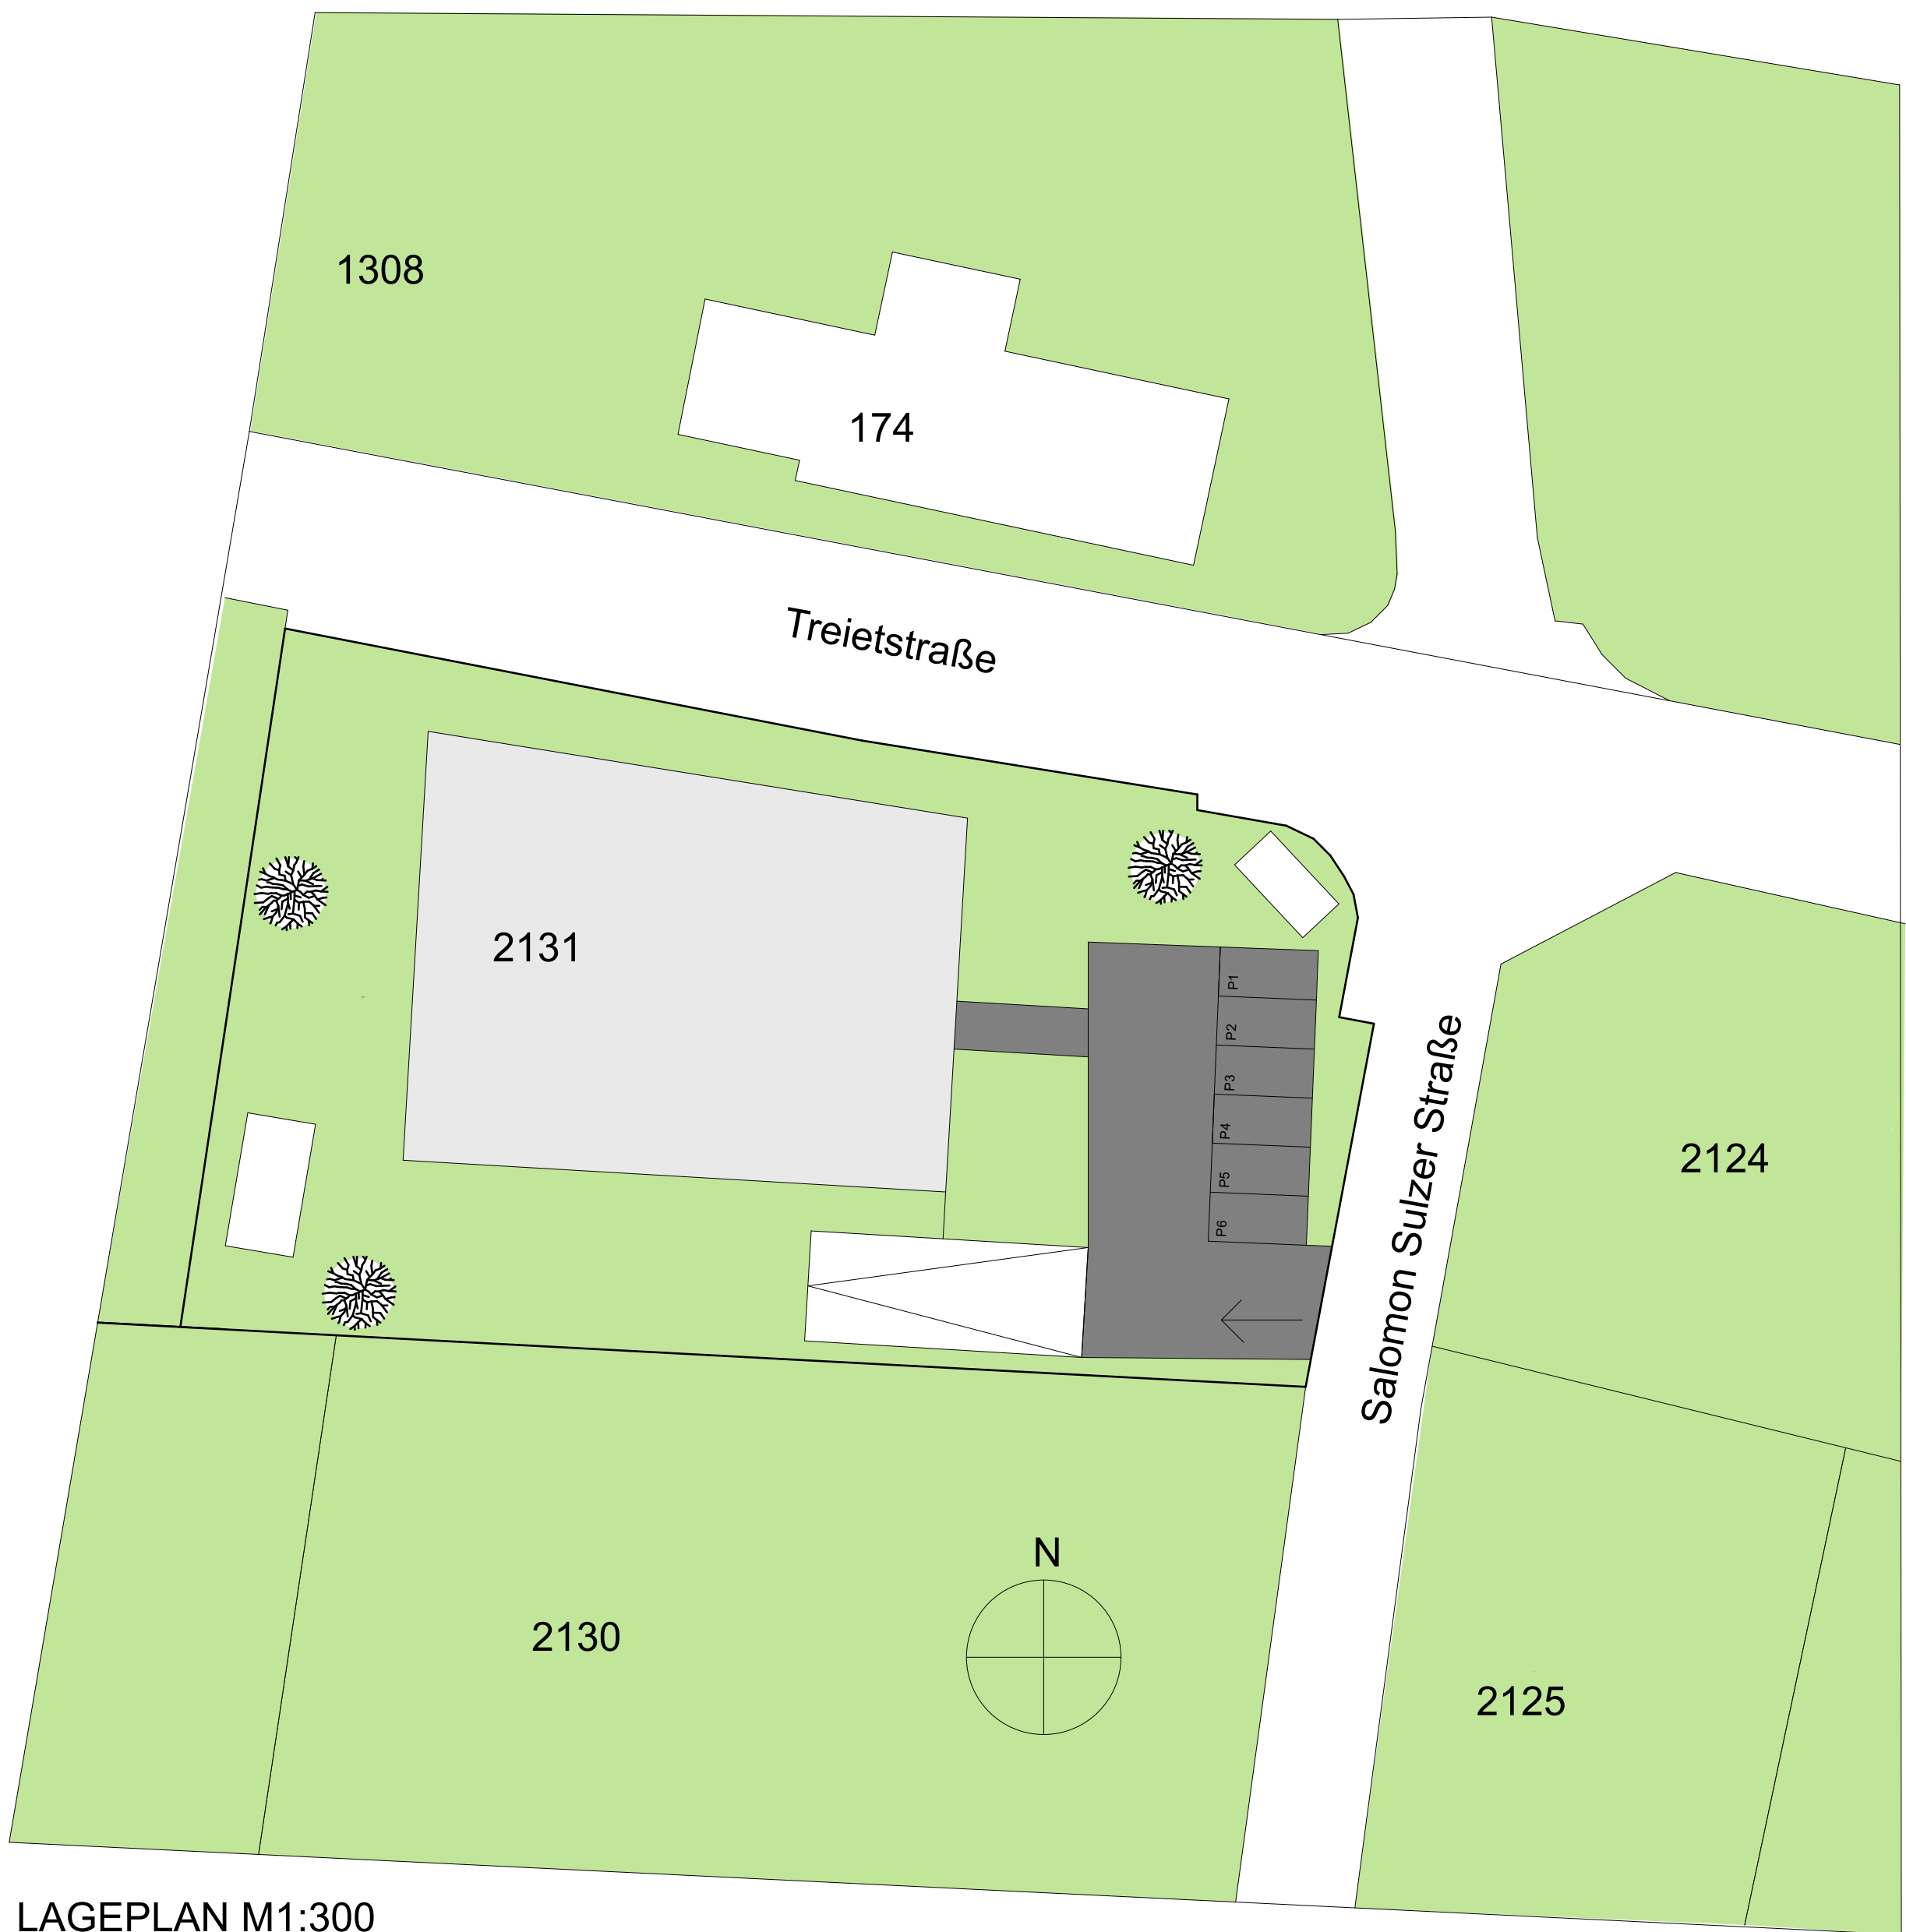 1308
174
Treietstraße
2131
P1
P2
P3
P4
P5
P6
Salomon Sulzer Straße
2124
N
2130
2125
LAGEPLAN M1:300